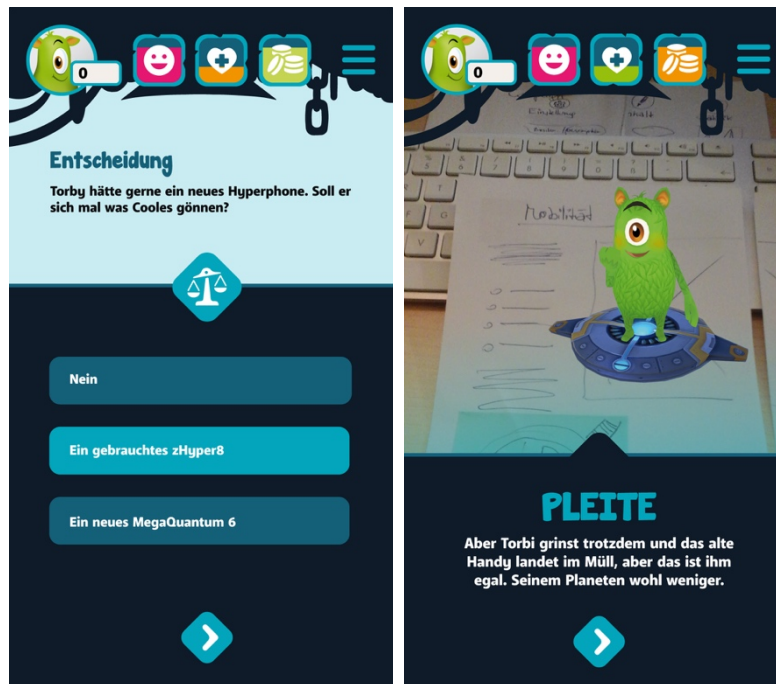 0
Entscheidung
Torby hätte gerne ein neues Hyperphone. Soll er
sich mal was Cooles gönnen?
Nein
Ein gebrauchtes zHyper8
Ein neues MegaQuantum 6
0
Einstellung
Mobilität
PLEITE
Aber Torbi grinst trotzdem und das alte
Handy landet im Müll, aber das ist ihm
egal. Seinem Planeten wohl weniger.